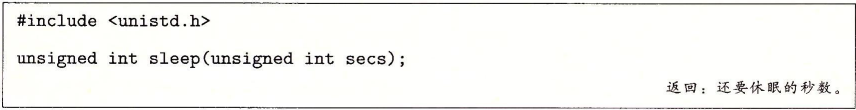 #include <unistd.h>
unsigned int sleep(unsigned int secs);
返回：还要休眠的秒数。